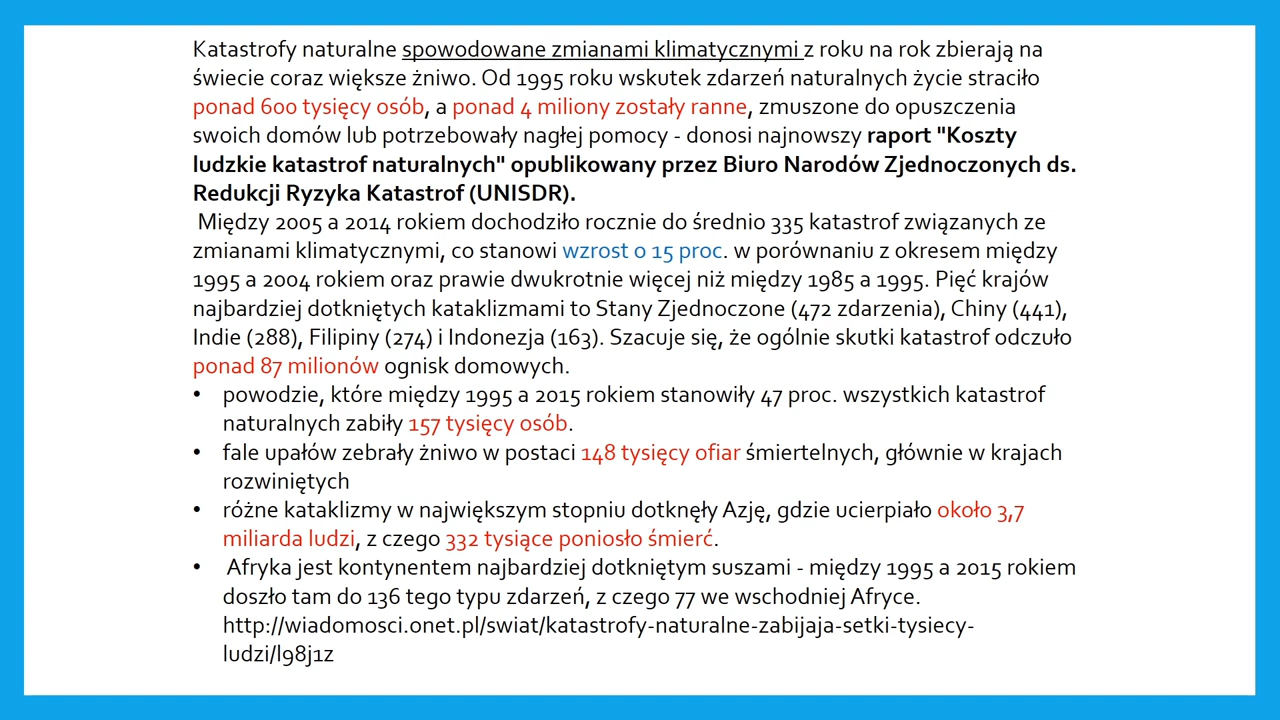 Katastrofy naturalne spowodowane zmianami klimatycznymi z roku na rok zbierają na
świecie coraz większe żniwo. Od 1995 roku wskutek zdarzeń naturalnych życie straciło
ponad 600 tysięcy osób, a ponad 4 miliony zostały ranne, zmuszone do opuszczenia
swoich domów lub potrzebowały nagłej pomocy - donosi najnowszy raport "Koszty
ludzkie katastrof naturalnych" opublikowany przez Biuro Narodów Zjednoczonych ds.
Redukcji Ryzyka Katastrof (UNISDR).
Między 2005 a 2014 rokiem dochodziło rocznie do średnio 335 katastrof związanych ze
zmianami klimatycznymi, co stanowi wzrost o 15 proc. w porównaniu z okresem między
1995 a 2004 rokiem oraz prawie dwukrotnie więcej niż między 1985 a 1995. Pięć krajów
najbardziej dotkniętych kataklizmami to Stany Zjednoczone (472 zdarzenia), Chiny (441),
Indie (288), Filipiny (274) i Indonezja (163). Szacuje się, że ogólnie skutki katastrof odczuło
ponad 87 milionów ognisk domowych.
• powodzie, które między 1995 a 2015 rokiem stanowiły 47 proc. wszystkich katastrof
naturalnych zabiły 157 tysięcy osób.
• fale upałów zebrały żniwo w postaci 148 tysięcy ofiar śmiertelnych, głównie w krajach
rozwiniętych
• różne kataklizmy w największym stopniu dotknęły Azję, gdzie ucierpiało około 3,7
miliarda ludzi, z czego 332 tysiące poniosło śmierć.
• Afryka jest kontynentem najbardziej dotkniętym suszami - między 1995 a 2015 rokiem
doszło tam do 136 tego typu zdarzeń, z czego 77 we wschodniej Afryce.
http://wiadomosci.onet.pl/swiat/katastrofy-naturalne-zabijaja-setki-tysiecy-
ludzi/l98j1z